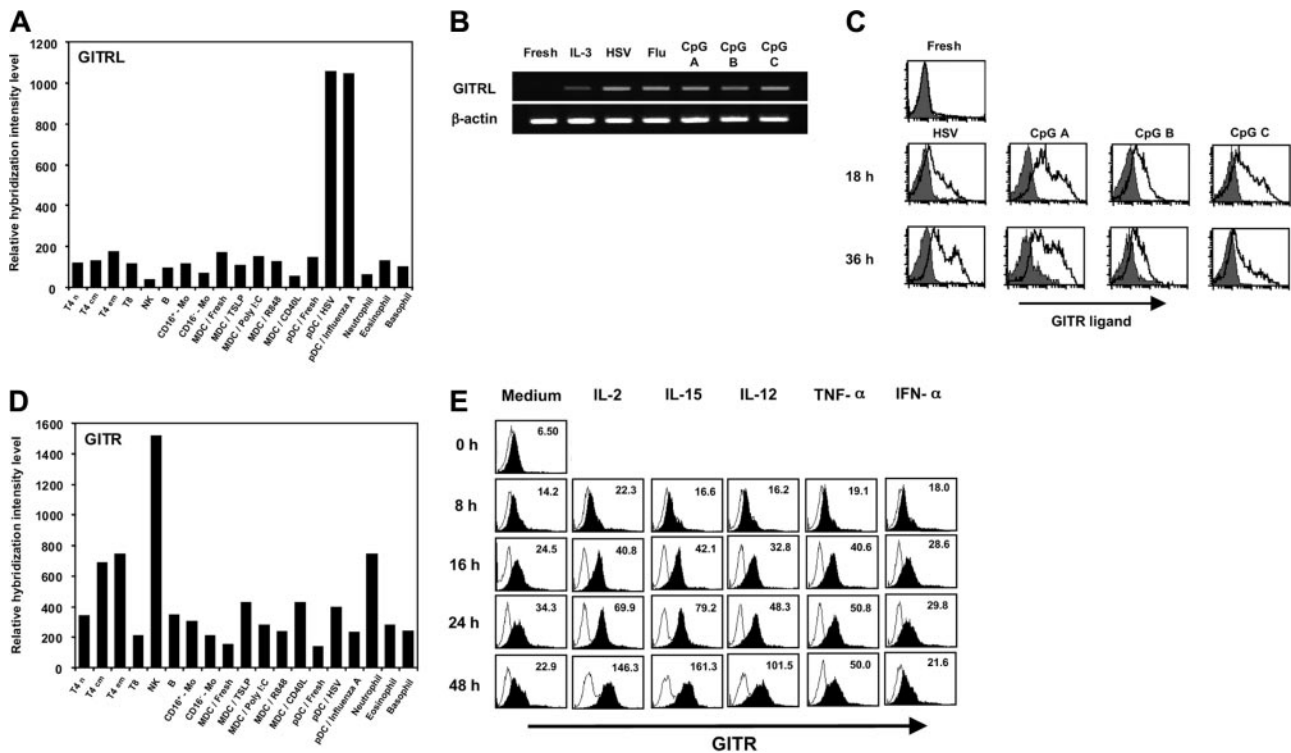 A
GITRL
Relative hybridization intensity level
1200
1000
800
600
400
200
0
T4 n
T4 cm
T4 em
T8
NK
B
CD16⁺ - Mo
CD16⁻ - Mo
MDC / Fresh
MDC / TSLP
MDC / Poly I:C
MDC / R848
MDC / CD40L
pDC / Fresh
pDC / HSV
pDC / Influenza A
Neutrophil
Eosinophil
Basophil
B
Fresh IL-3 HSV Flu CpG A CpG B CpG C
GITRL
β-actin
C
Fresh
HSV CpG A CpG B CpG C
18 h
36 h
GITR ligand
D
GITR
Relative hybridization intensity level
1600
1400
1200
1000
800
600
400
200
0
T4 n
T4 cm
T4 em
T8
NK
B
CD16⁺ - Mo
CD16⁻ - Mo
MDC / Fresh
MDC / TSLP
MDC / Poly I:C
MDC / R848
MDC / CD40L
pDC / Fresh
pDC / HSV
pDC / Influenza A
Neutrophil
Eosinophil
Basophil
E
Medium IL-2 IL-15 IL-12 TNF- α IFN- α
0 h 6.50
8 h 14.2 22.3 16.6 16.2 19.1 18.0
16 h 24.5 40.8 42.1 32.8 40.6 28.6
24 h 34.3 69.9 79.2 48.3 50.8 29.8
48 h 22.9 146.3 161.3 101.5 50.0 21.6
GITR